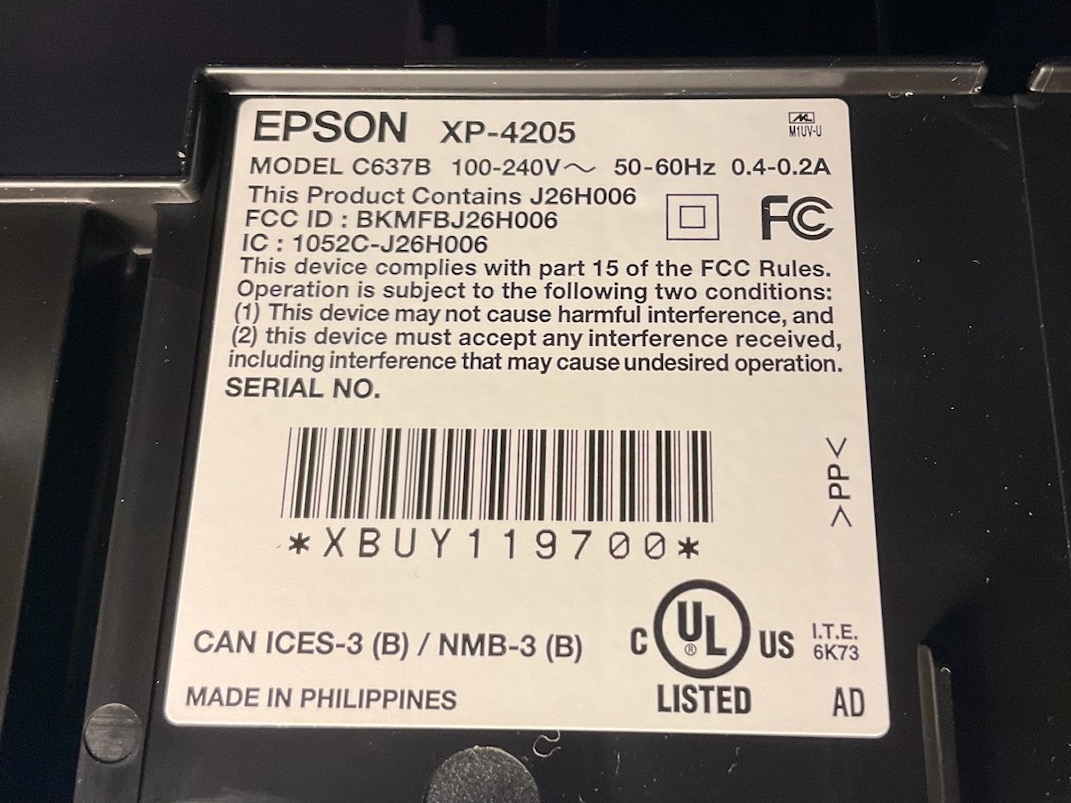 EPSON XP-4205
M1UV-U
MODEL C637B 100-240V～ 50-60Hz 0.4-0.2A
This Product Contains J26H006
FCC ID : BKMFBJ26H006
IC : 1052C-J26H006
FC
This device complies with part 15 of the FCC Rules.
Operation is subject to the following two conditions:
(1) This device may not cause harmful interference, and
(2) this device must accept any interference received,
including interference that may cause undesired operation.
SERIAL NO.
*XBUY119700*
>PP<
CAN ICES-3 (B) / NMB-3 (B)
C UL® US
LISTED
I.T.E.
6K73
MADE IN PHILIPPINES
AD